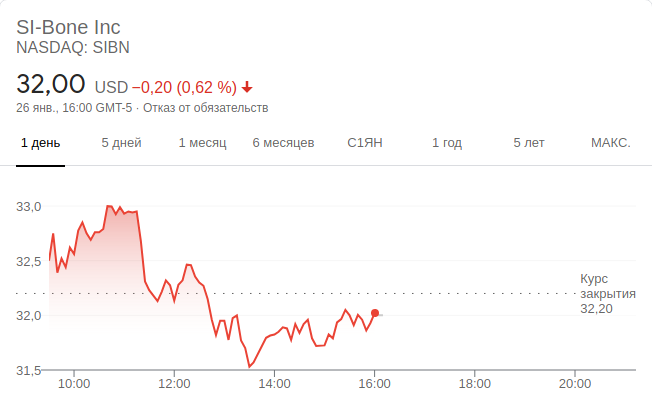 SI-Bone Inc
NASDAQ: SIBN
32,00 USD −0,20 (0,62 %)
26 янв., 16:00 GMT-5 · Отказ от обязательств
1 день 5 дней 1 месяц 6 месяцев С1ЯН 1 год 5 лет МАКС.
33,0
32,5
Курс
закрытия
32,20
32,0
31,5
10:00 12:00 14:00 16:00 18:00 20:00